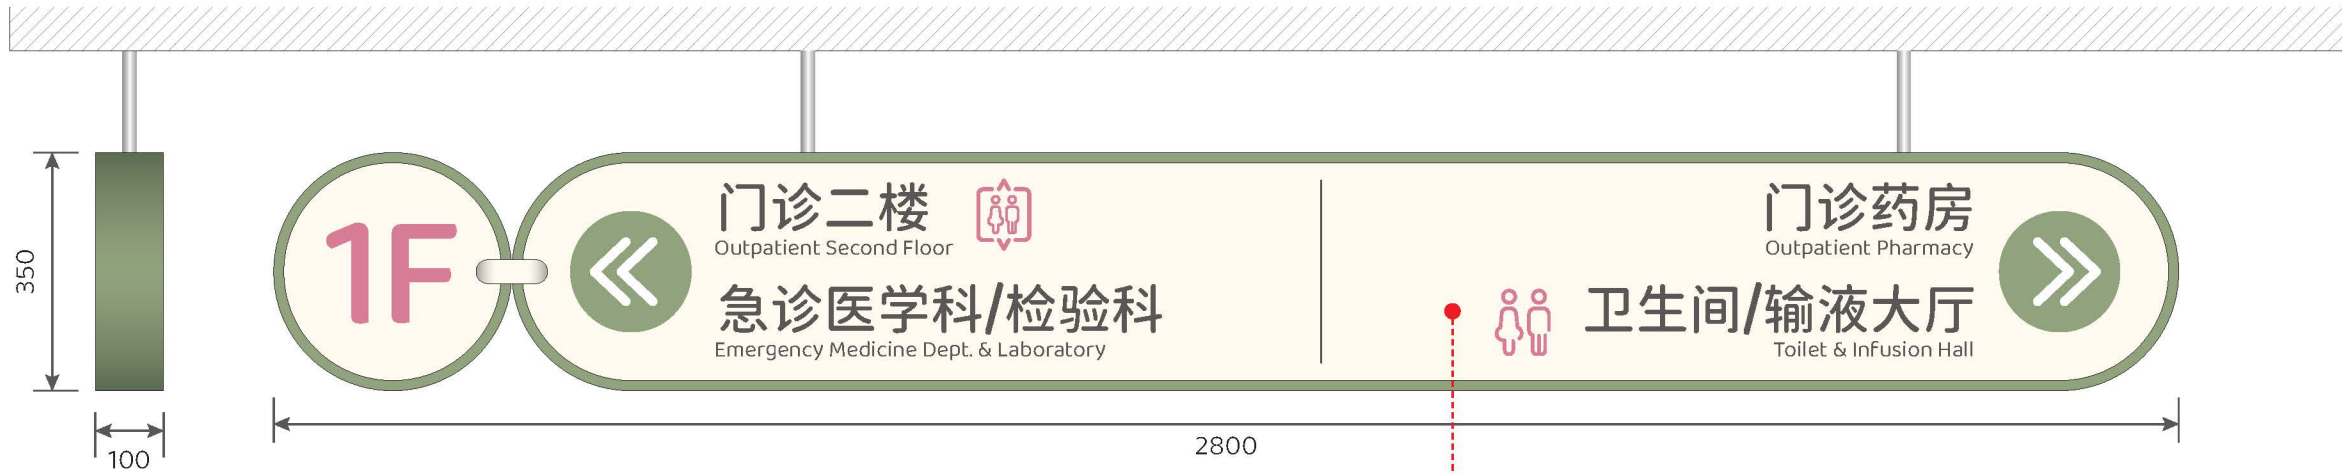 350
100
1F
门诊二楼
Outpatient Second Floor
急诊医学科/检验科
Emergency Medicine Dept. & Laboratory
门诊药房
Outpatient Pharmacy
卫生间/输液大厅
Toilet & Infusion Hall
2800